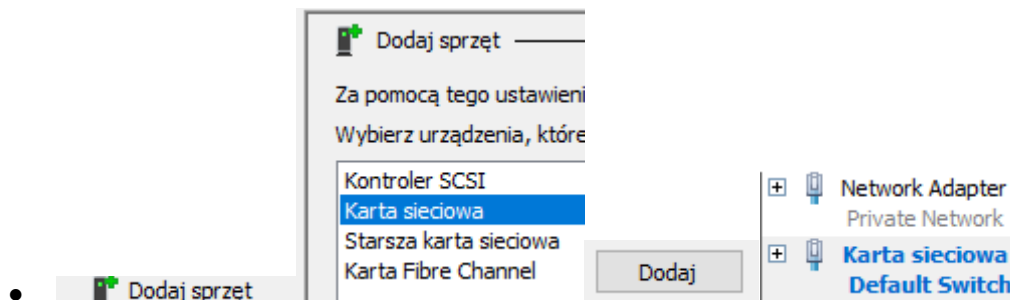 Dodaj sprzęt
Dodaj sprzęt
Za pomocą tego ustawieni
Wybierz urządzenia, które
Kontroler SCSI
Karta sieciowa
Starsza karta sieciowa
Karta Fibre Channel
Dodaj
Network Adapter
Private Network
Karta sieciowa
Default Switch